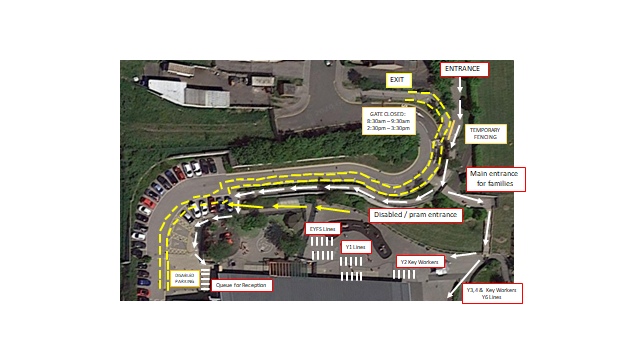 ENTRANCE
EXIT
GATE CLOSED:
8:30am – 9:30am
2:30pm – 3:30pm
TEMPORARY
FENCING
Main entrance
for families
Disabled / pram entrance
EYFS Lines
Y1 Lines
Y2 Key Workers
DISABLED
PARKING
Queue for Reception
Y3,4 & Key Workers
Y6 Lines